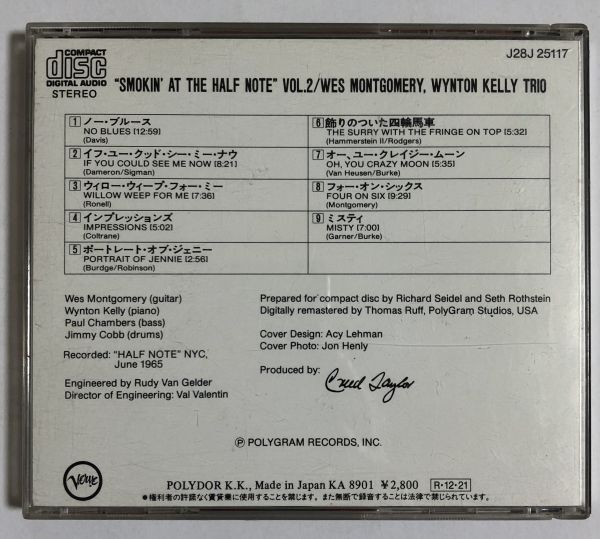 COMPACT
disc
DIGITAL AUDIO
STEREO
J28J 25117
"SMOKIN' AT THE HALF NOTE" VOL.2/WES MONTGOMERY, WYNTON KELLY TRIO
1 ノー・ブルース
NO BLUES [12:59]
(Davis)
2 イフ・ユー・クッド・シー・ミー・ナウ
IF YOU COULD SEE ME NOW [8:21]
(Dameron/Sigman)
3 ウィロー・ウィープ・フォー・ミー
WILLOW WEEP FOR ME [7:36]
(Ronell)
4 インプレッションズ
IMPRESSIONS [5:02]
(Coltrane)
5 ポートレート・オブ・ジェニー
PORTRAIT OF JENNIE [2:56]
(Burdge/Robinson)
6 飾りのついた四輪馬車
THE SURRY WITH THE FRINGE ON TOP [5:32]
(Hammerstein II/Rodgers)
7 オー、ユー・クレイジー・ムーン
OH, YOU CRAZY MOON [5:35]
(Van Heusen/Burke)
8 フォー・オン・シックス
FOUR ON SIX [9:29]
(Montgomery)
9 ミスティ
MISTY [7:00]
(Garner/Burke)
Wes Montgomery (guitar)
Wynton Kelly (piano)
Paul Chambers (bass)
Jimmy Cobb (drums)
Recorded: "HALF NOTE" NYC,
June 1965
Engineered by Rudy Van Gelder
Director of Engineering: Val Valentin
Prepared for compact disc by Richard Seidel and Seth Rothstein
Digitally remastered by Thomas Ruff, PolyGram Studios, USA
Cover Design: Acy Lehman
Cover Photo: Jon Henly
Produced by:
Creed Taylor
Ⓟ POLYGRAM RECORDS, INC.
Verve
POLYDOR K.K., Made in Japan KA 8901 ¥2,800 R・12・21
●権利者の許諾なく賃貸業に使用することを禁じます。また無断で録音することは法律で禁じられています。